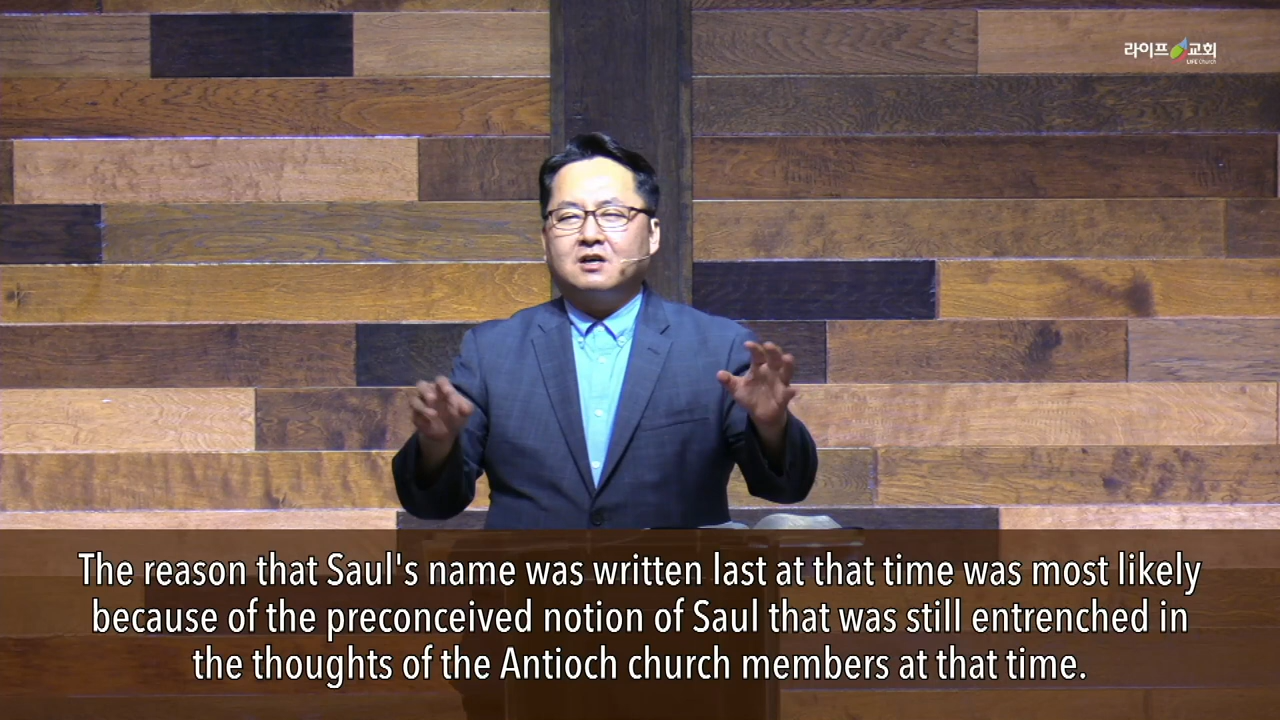 라이프 교회
LIFE Church
The reason that Saul's name was written last at that time was most likely
because of the preconceived notion of Saul that was still entrenched in
the thoughts of the Antioch church members at that time.